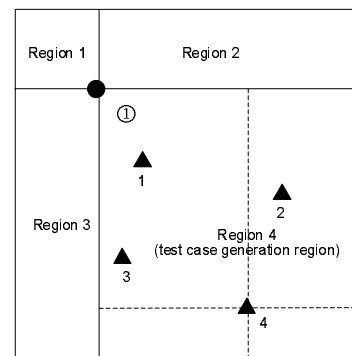 Region 1
Region 2
①
1
2
Region 3
Region 4
(test case generation region)
3
4